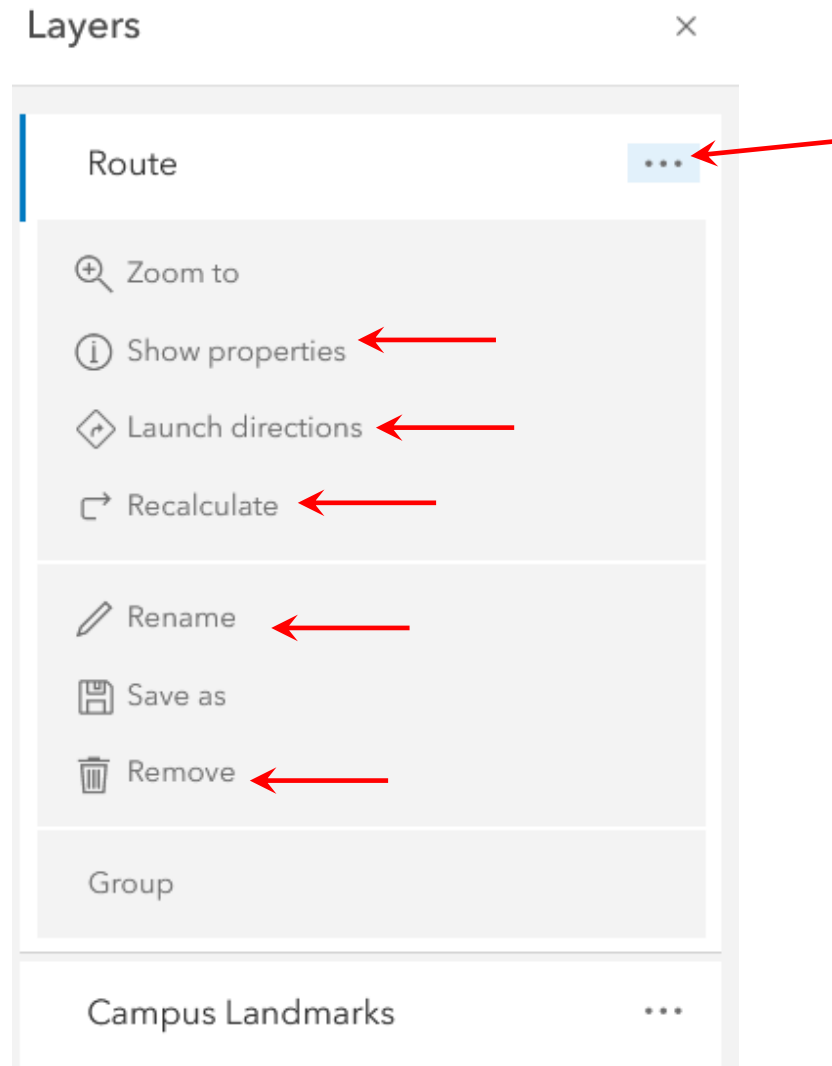 Layers
Route
Zoom to
Show properties
Launch directions
Recalculate
Rename
Save as
Remove
Group
Campus Landmarks